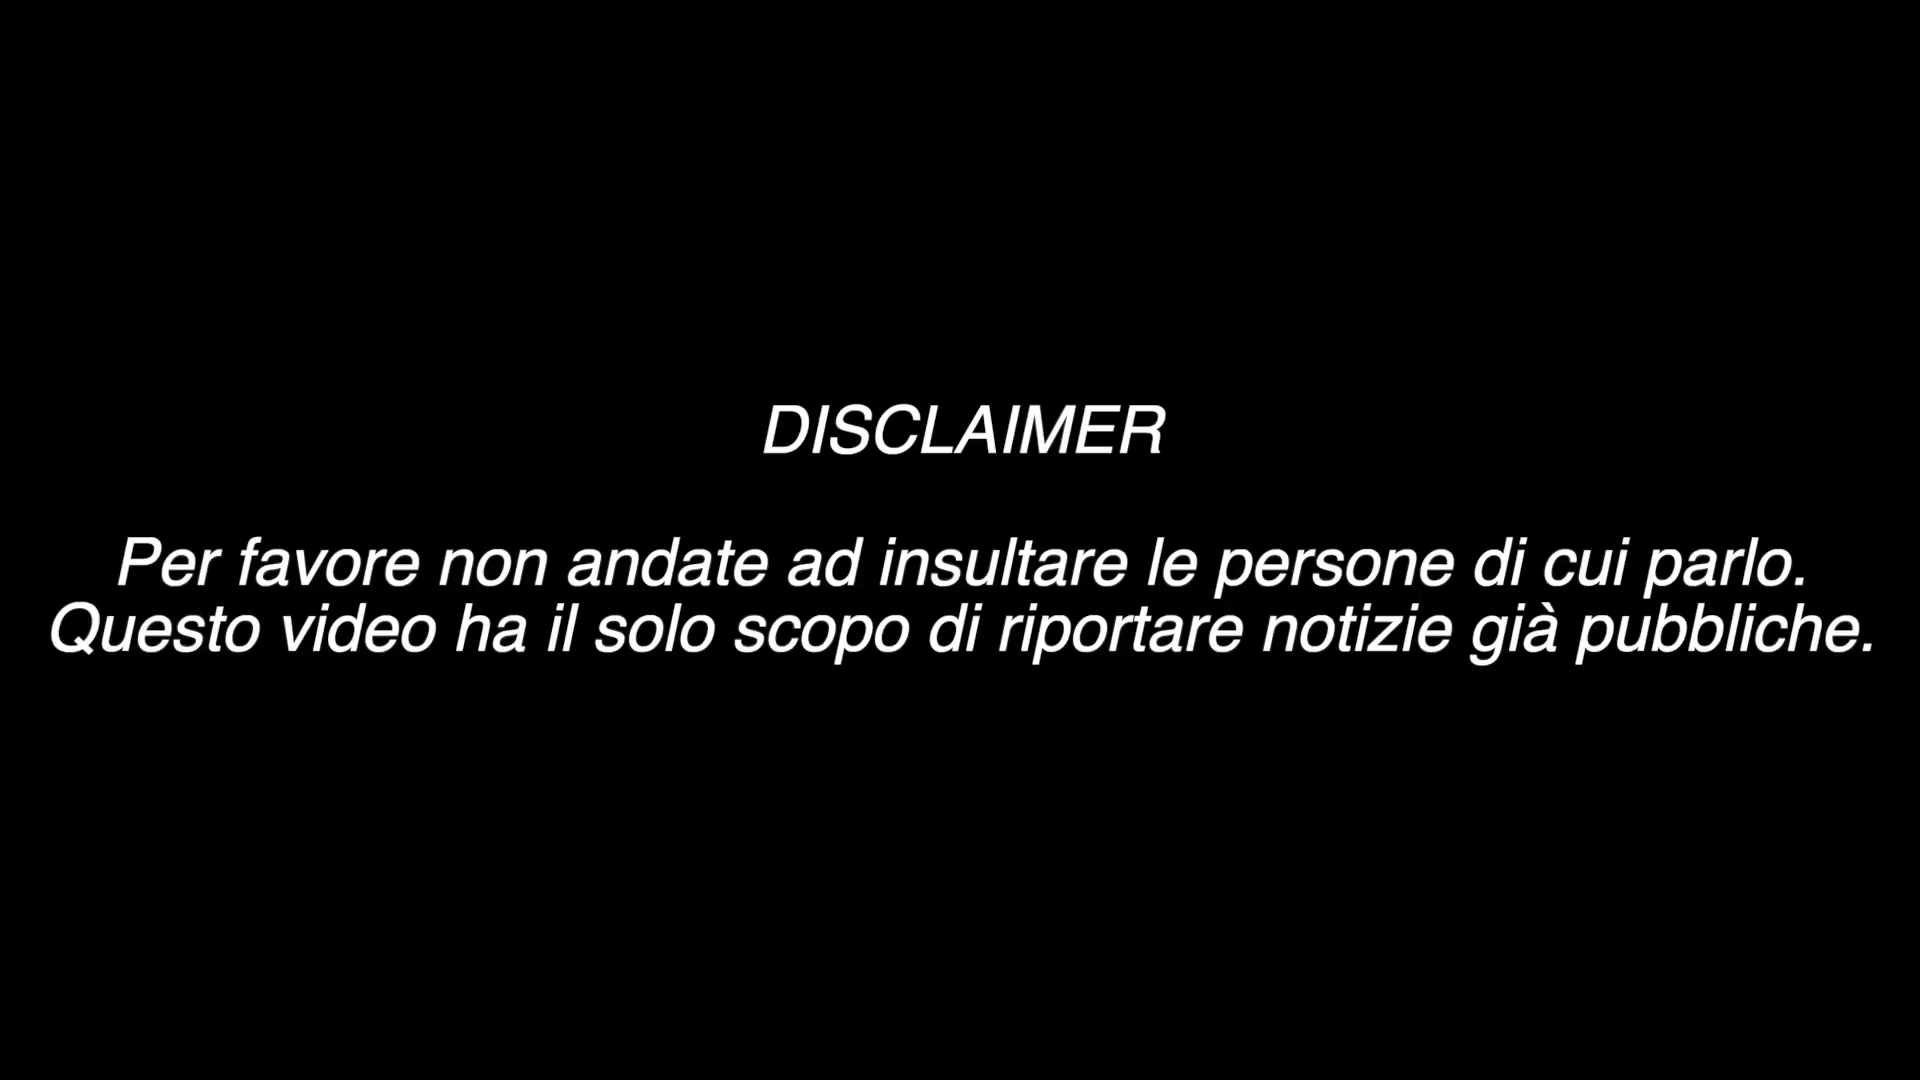 DISCLAIMER
Per favore non andate ad insultare le persone di cui parlo.
Questo video ha il solo scopo di riportare notizie già pubbliche.